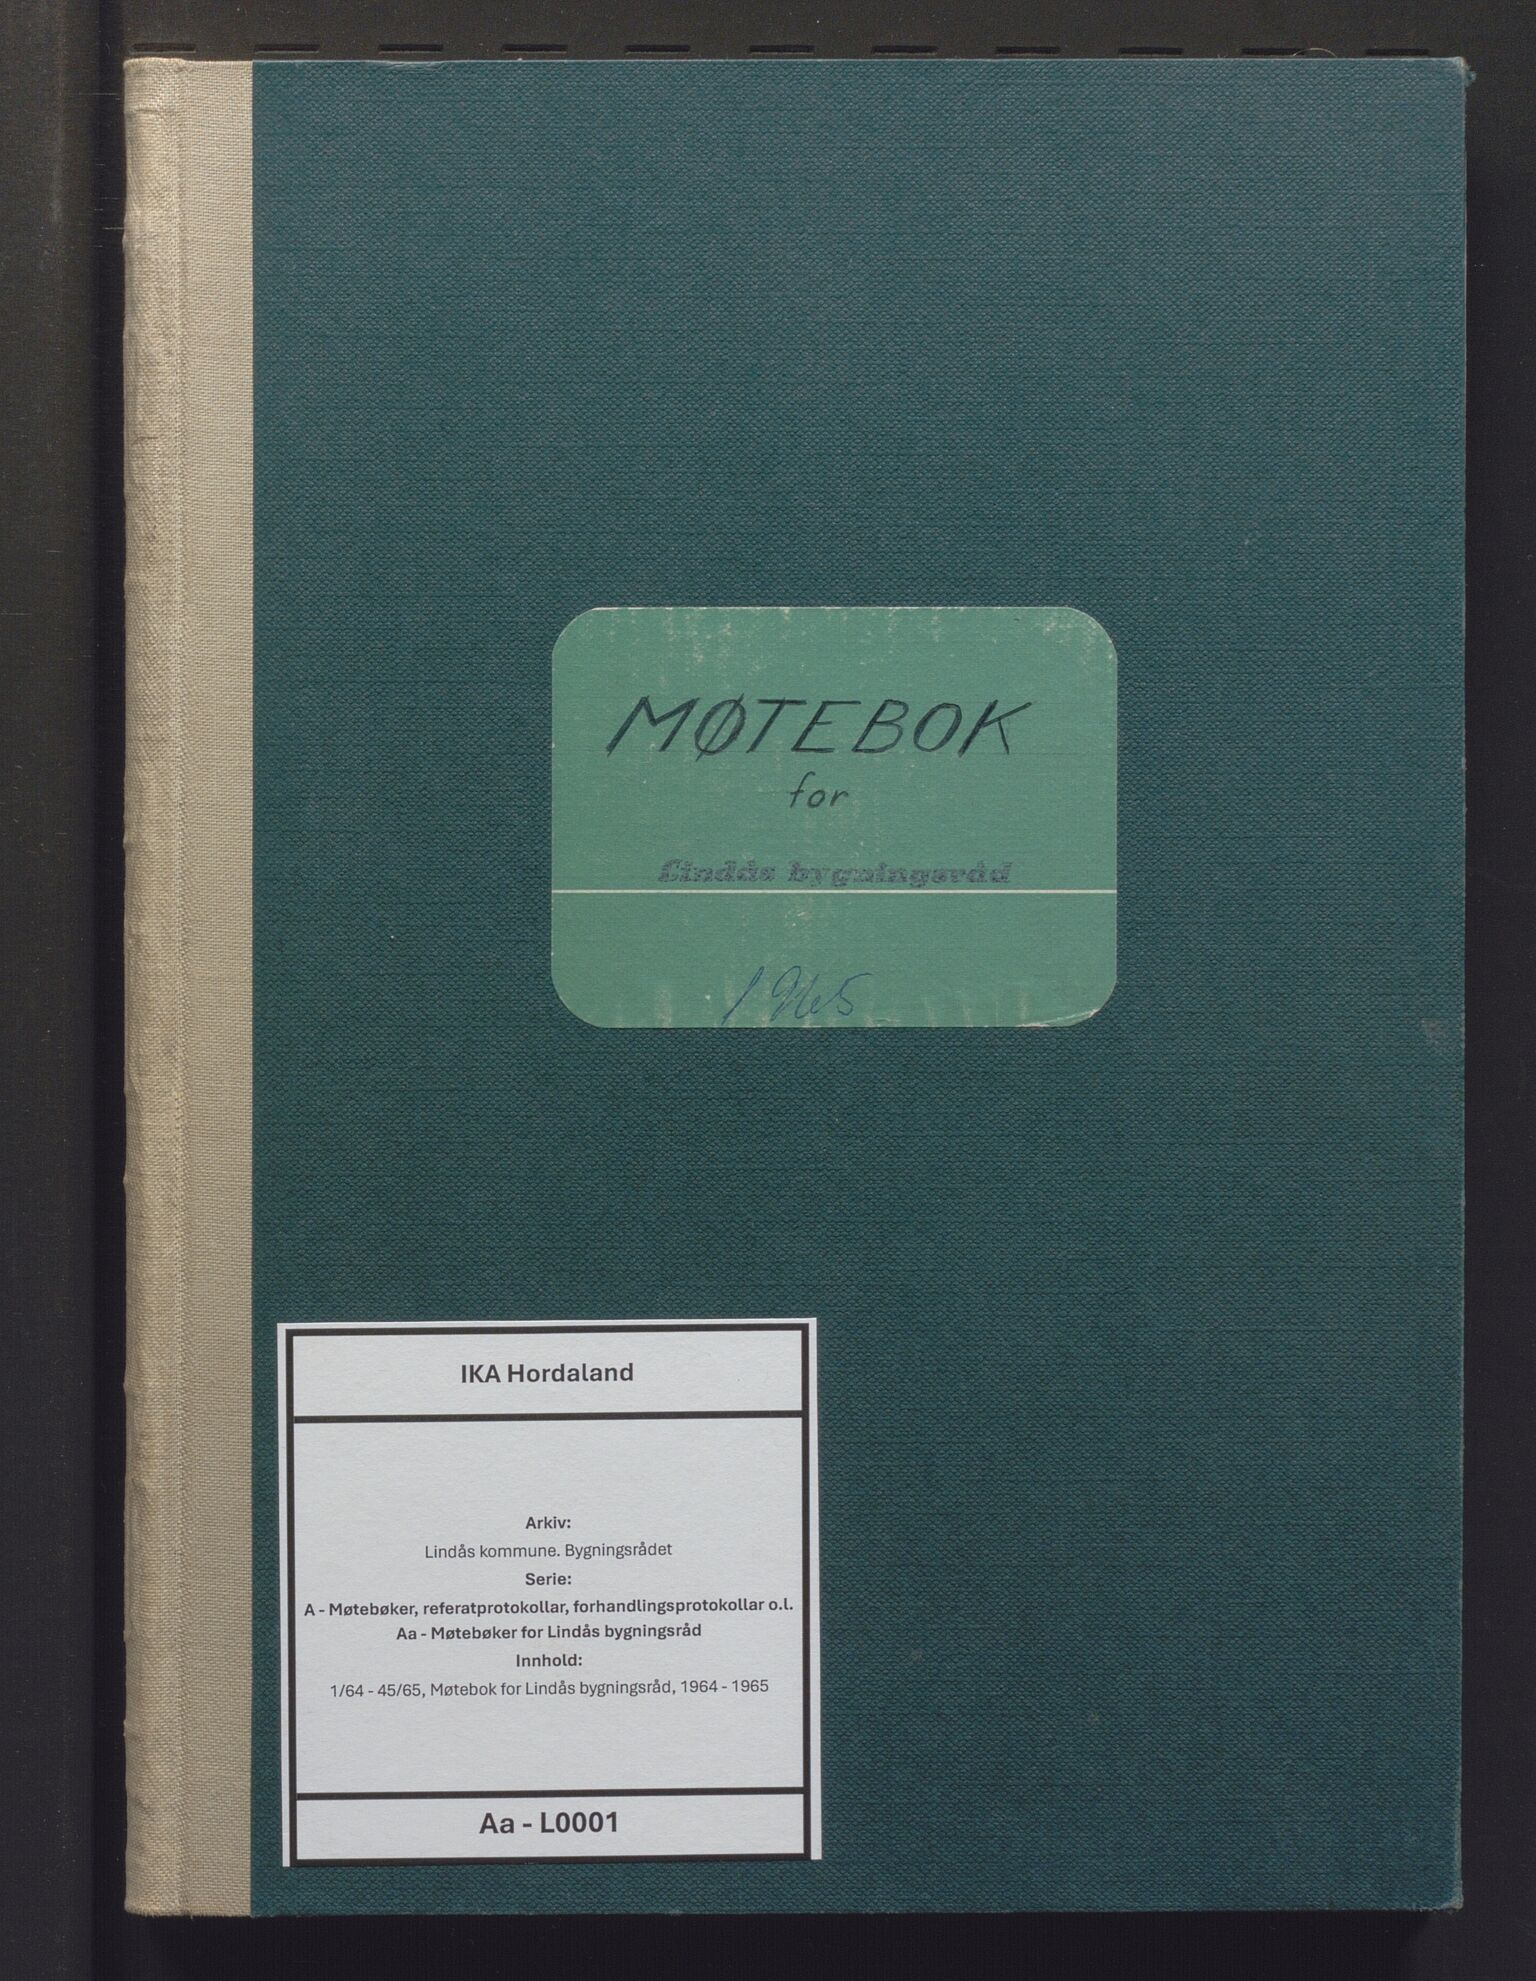 MØTEBOK
for
Lindås bygningsråd
1965
IKA Hordaland
Arkiv:
Lindås kommune. Bygningsrådet
Serie:
A - Møtebøker, referatprotokollar, forhandlingsprotokollar o.l.
Aa - Møtebøker for Lindås bygningsråd
Innhold:
1/64 - 45/65, Møtebok for Lindås bygningsråd, 1964 - 1965
Aa - L0001